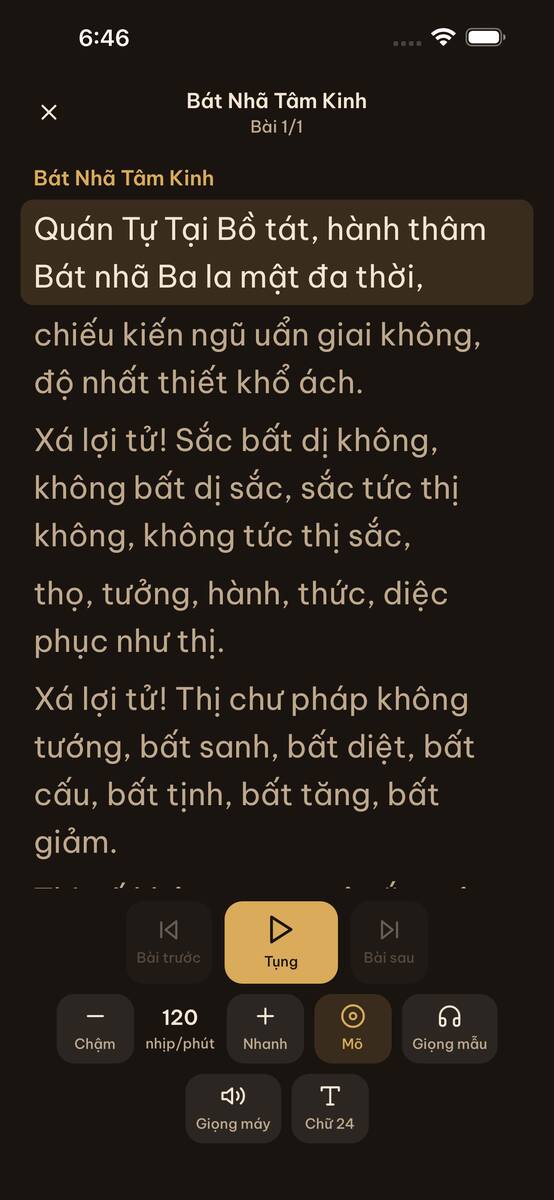 6:46
Bát Nhã Tâm Kinh
Bài 1/1
Bát Nhã Tâm Kinh
Quán Tự Tại Bồ tát, hành thâm
Bát nhã Ba la mật đa thời,
chiếu kiến ngũ uẩn giai không,
độ nhất thiết khổ ách.
Xá lợi tử! Sắc bất dị không,
không bất dị sắc, sắc tức thị
không, không tức thị sắc,
thọ, tưởng, hành, thức, diệc
phục như thị.
Xá lợi tử! Thị chư pháp không
tướng, bất sanh, bất diệt, bất
cấu, bất tịnh, bất tăng, bất
giảm.
Bài trước
Tụng
Bài sau
Chậm
120
nhịp/phút
Nhanh
Mõ
Giọng mẫu
Giọng máy
Chữ 24